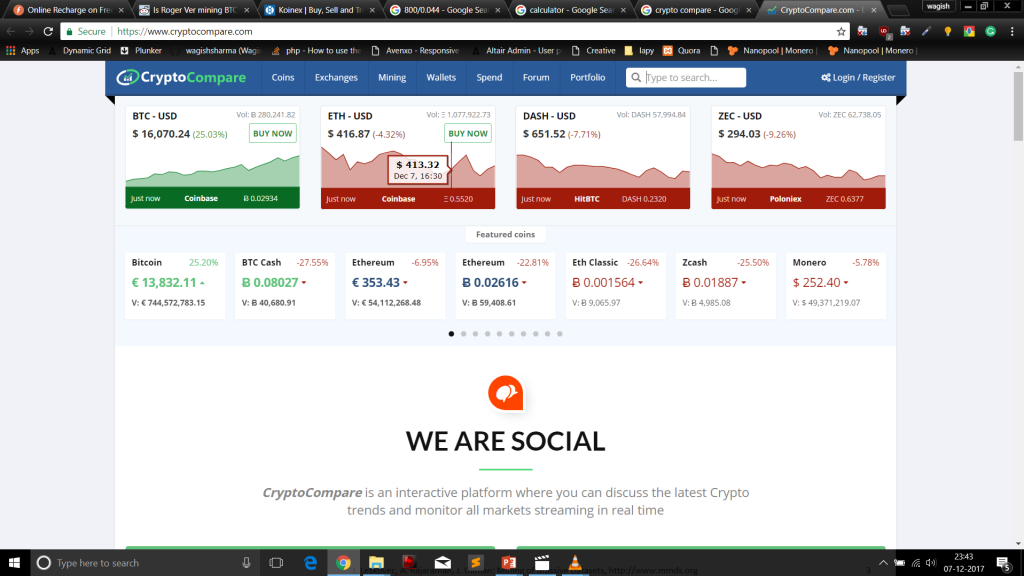 Online Recharge on Fre
Is Roger Ver mining BTC
Koinex | Buy, Sell and Tr
800/0.044 - Google Sea
calculator - Google Sea
crypto compare - Googl
CryptoCompare.com - L
wagish
Secure | https://www.cryptocompare.com
Apps
Dynamic Grid
Plunker
wagishsharma (Wagi
php - How to use the
Avenxo - Responsive
Altair Admin - User p
Creative
lapy
Quora
Nanopool | Monero |
Nanopool | Monero |
CryptoCompare
Coins
Exchanges
Mining
Wallets
Spend
Forum
Portfolio
Type to search...
Login / Register
BTC - USD
Vol: Ƀ 280,241.82
$ 16,070.24 (25.03%)
BUY NOW
Just now
Coinbase
Ƀ 0.02934
ETH - USD
Vol: Ξ 1,077,922.73
$ 416.87 (-4.32%)
BUY NOW
$ 413.32
Dec 7, 16:30
Just now
Coinbase
Ξ 0.5520
DASH - USD
Vol: DASH 57,994.84
$ 651.52 (-7.71%)
Just now
HitBTC
DASH 0.2320
ZEC - USD
Vol: ZEC 62,738.05
$ 294.03 (-9.26%)
Just now
Poloniex
ZEC 0.6377
Featured coins
Bitcoin 25.20%
€ 13,832.11
V: € 744,572,783.15
BTC Cash -27.55%
Ƀ 0.08027
V: Ƀ 40,680.91
Ethereum -6.95%
€ 353.43
V: € 54,112,268.48
Ethereum -22.81%
Ƀ 0.02616
V: Ƀ 59,408.61
Eth Classic -26.64%
Ƀ 0.001564
V: Ƀ 9,065.97
Zcash -25.50%
Ƀ 0.01887
V: Ƀ 4,985.08
Monero -5.78%
$ 252.40
V: $ 49,371,219.07
WE ARE SOCIAL
CryptoCompare is an interactive platform where you can discuss the latest Crypto
trends and monitor all markets streaming in real time
Type here to search
http://www.mmds.org
23:43
07-12-2017
5